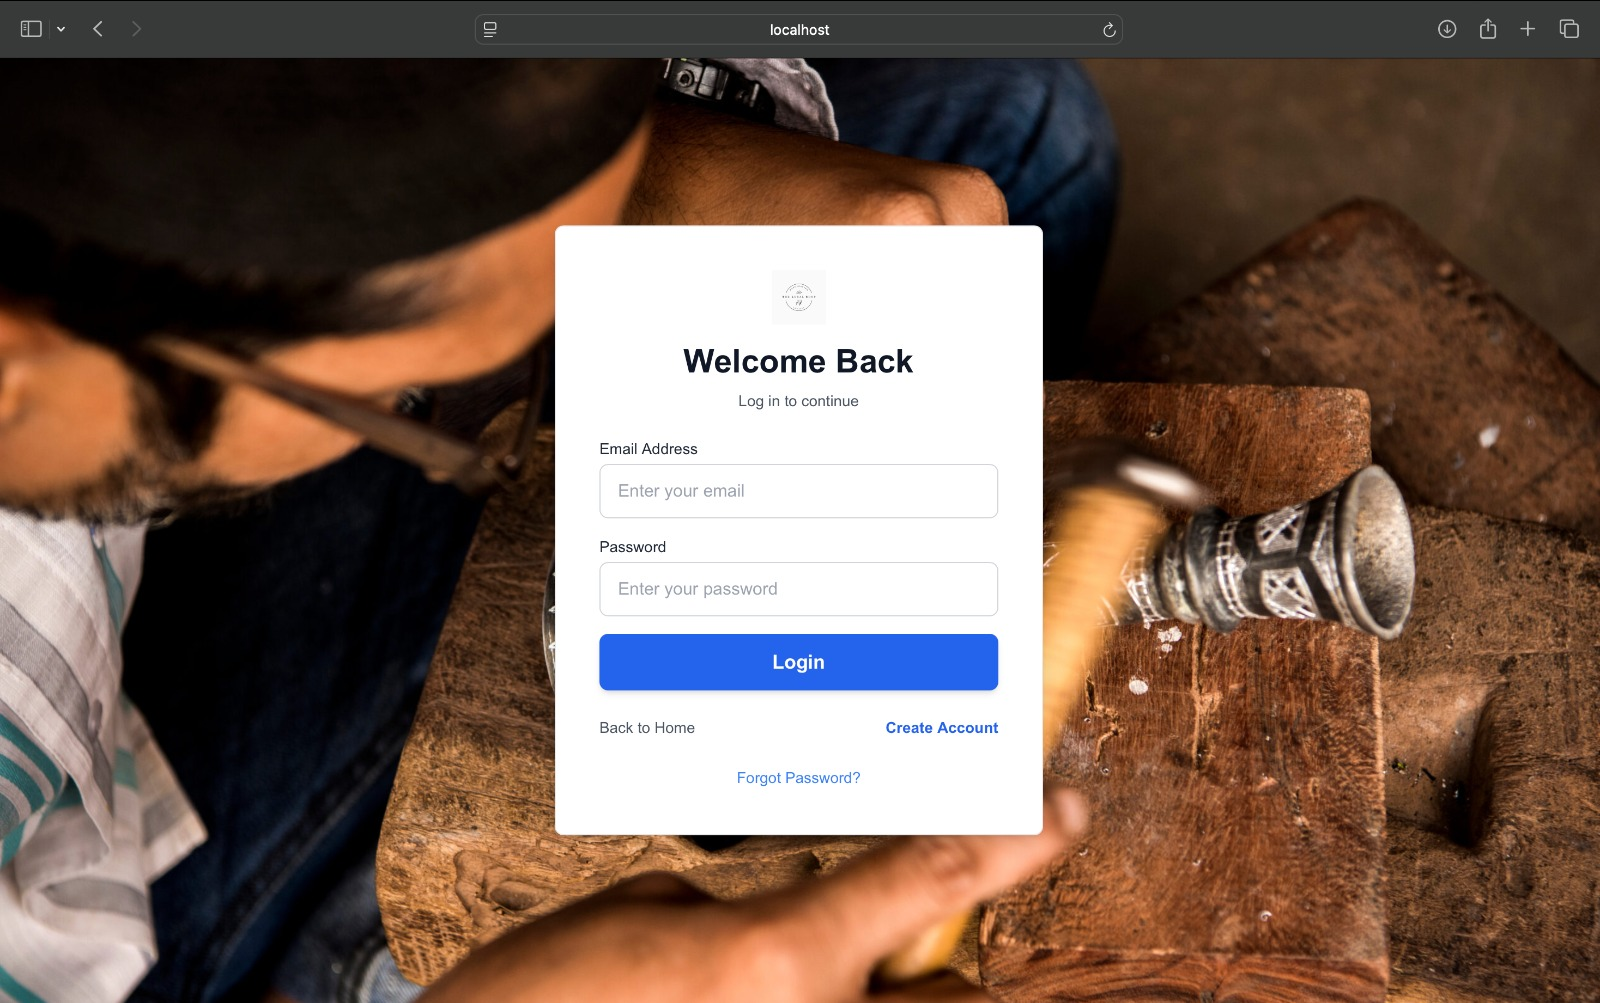 localhost
Welcome Back
Log in to continue
Email Address
Enter your email
Password
Enter your password
Login
Back to Home
Create Account
Forgot Password?